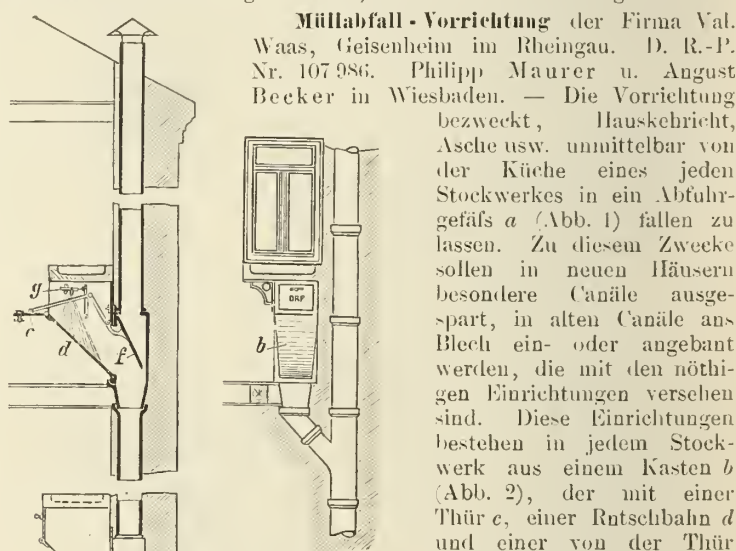 Müllabfall-Vorrichtung der Firma Val.
Waas, Geisenheim im Rheingau. D. R.-P.
Nr. 107 986. Philipp Maurer u. August
Becker in Wiesbaden. — Die Vorrichtung
bezweckt, Hauskehricht,
Asche usw. unmittelbar von
der Küche eines jeden
Stockwerkes in ein Abfuhr-
gefäfs a (Abb. 1) fallen zu
lassen. Zu diesem Zwecke
sollen in neuen Häusern
besondere Canäle ausge-
spart, in alten Canäle aus
Blech ein- oder angebaut
werden, die mit den nöthi-
gen Einrichtungen versehen
sind. Diese Einrichtungen
bestehen in jedem Stock-
werk aus einem Kasten b
(Abb. 2), der mit einer
Thür c, einer Rutschbahn d
und einer von der Thür
g
c
d
f
DRP
b